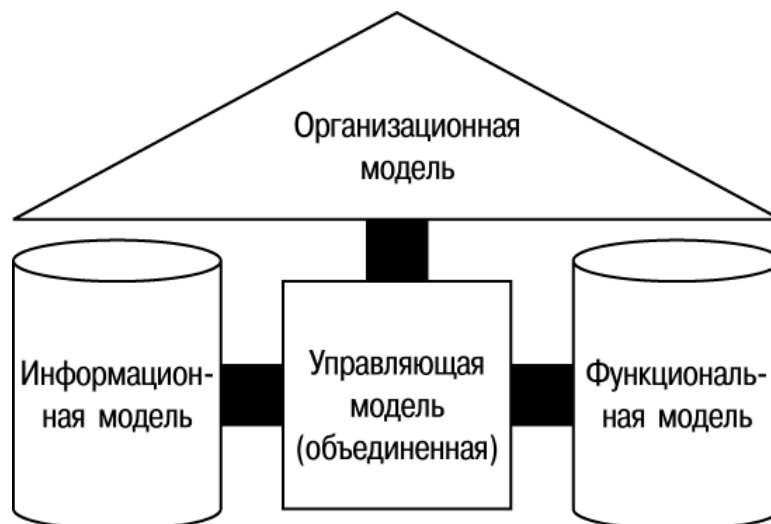 Организационная
модель
Информацион-
ная модель
Управляющая
модель
(объединенная)
Функциональ-
ная модель